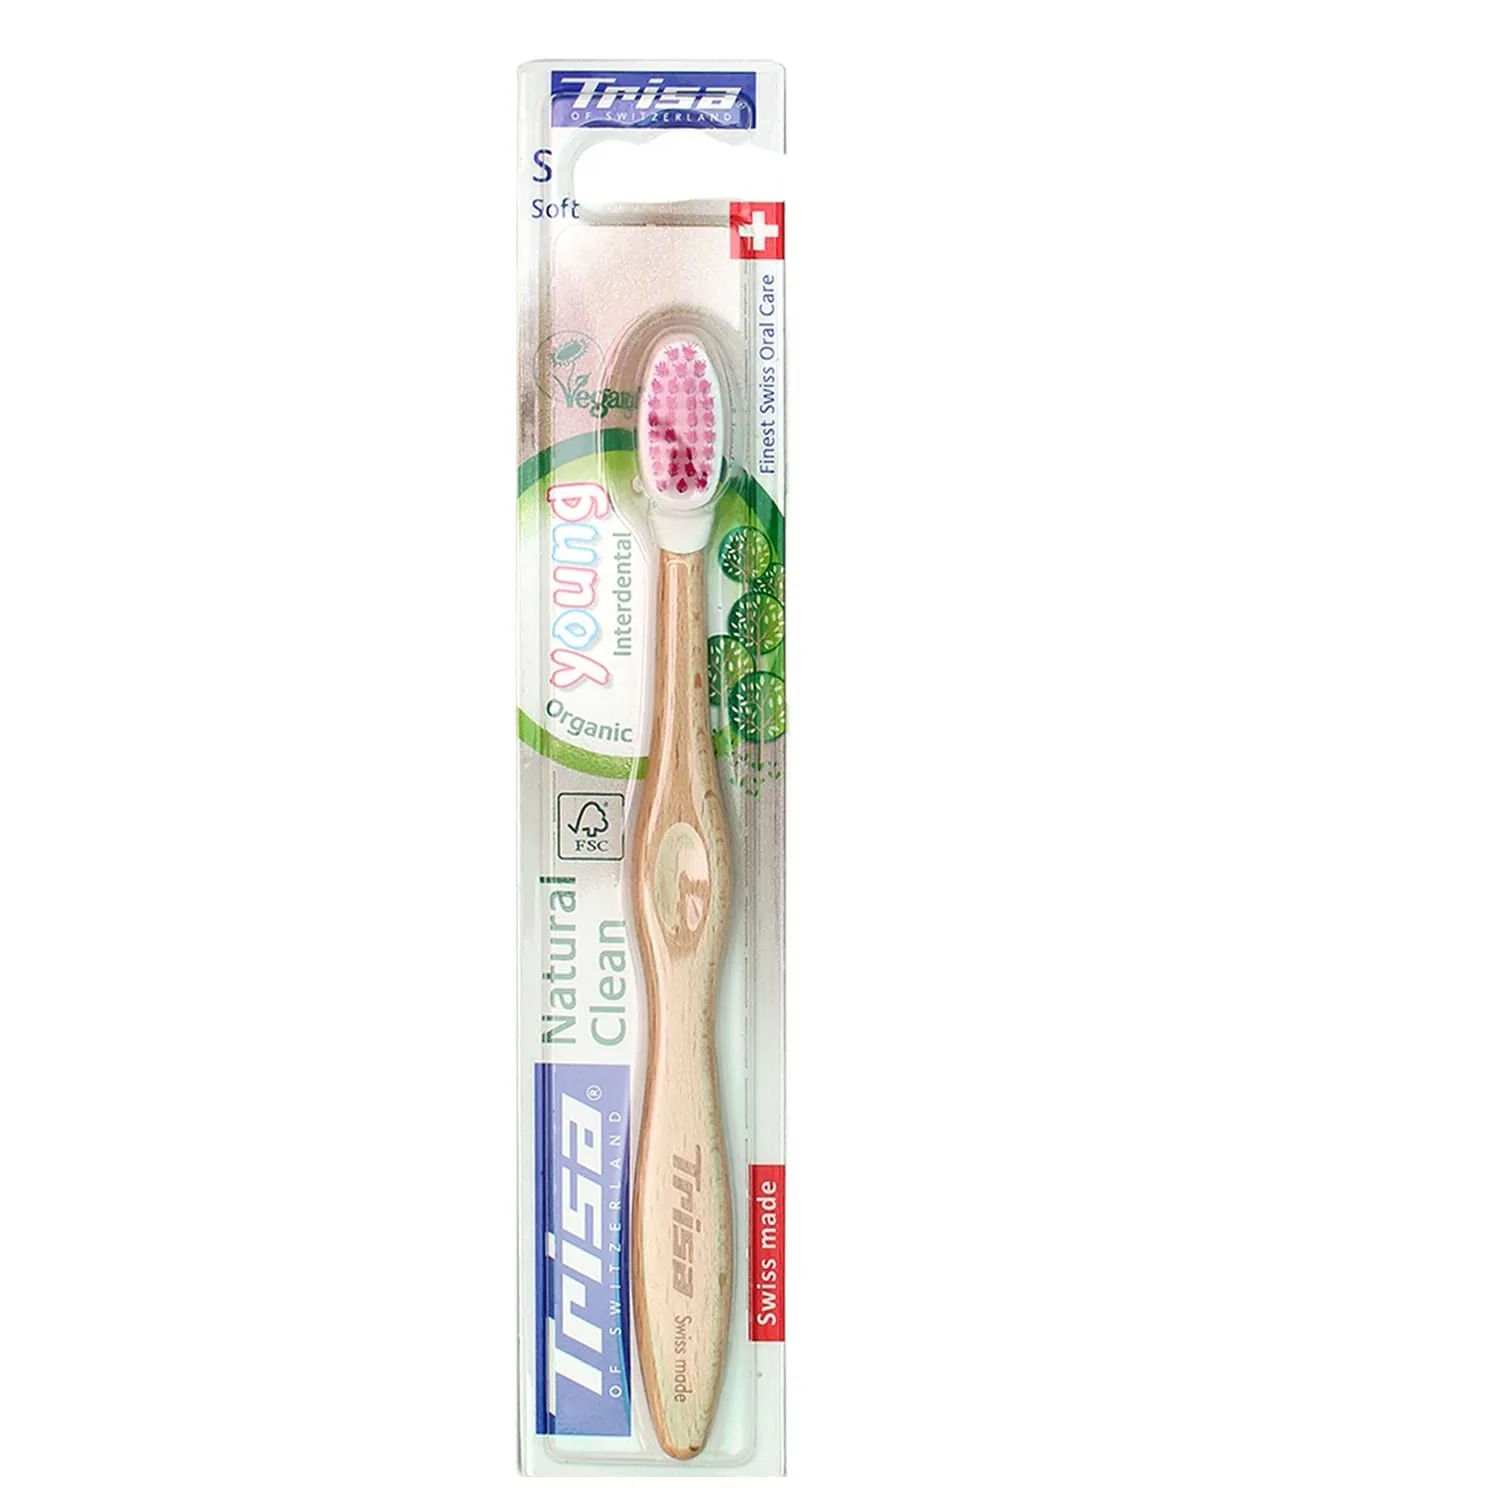 Trisa®
OF SWITZERLAND
S
Soft
Finest Swiss Oral Care
Vegan
young
Interdental
Organic
FSC
®
Natural
Clean
Trisa®
OF SWITZERLAND
Trisa Swiss made
Swiss made